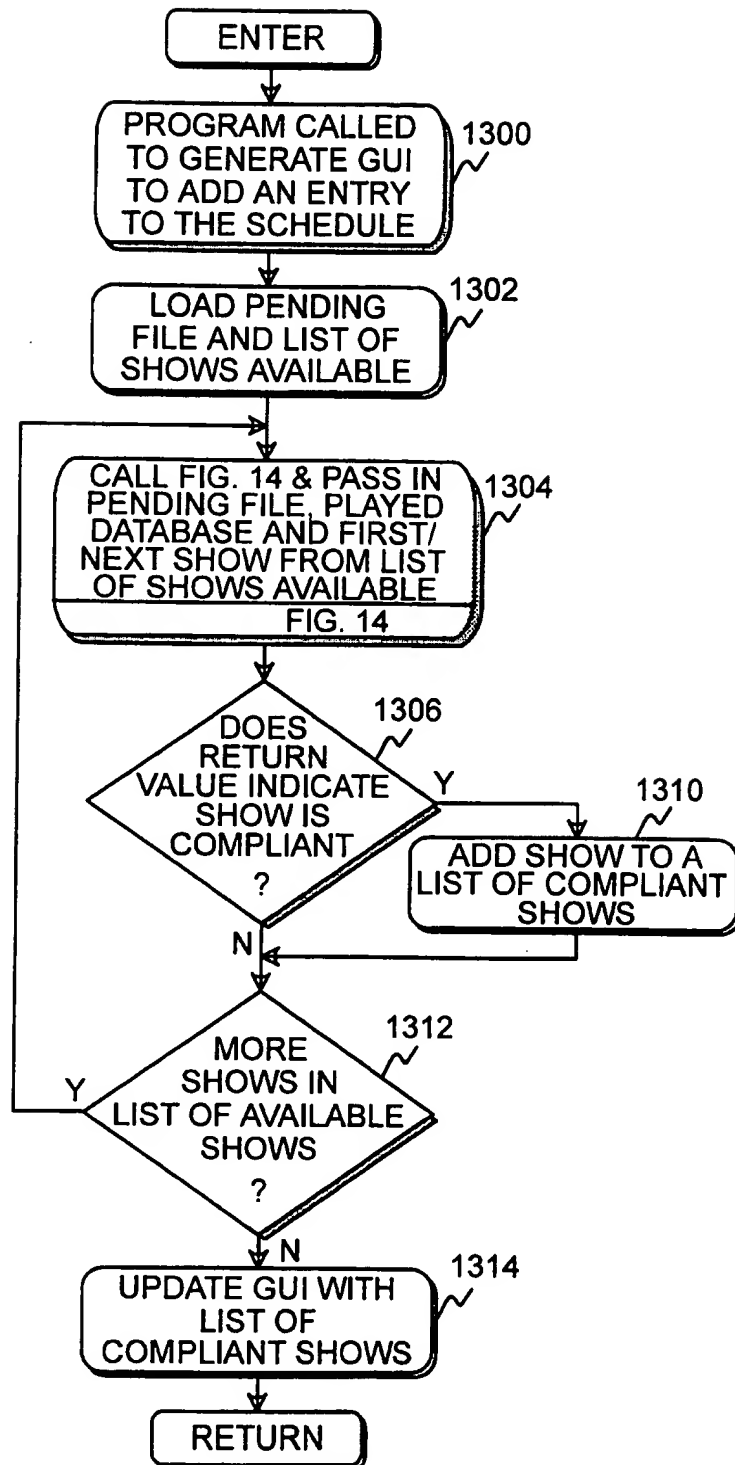 ENTER
PROGRAM CALLED
TO GENERATE GUI
TO ADD AN ENTRY
TO THE SCHEDULE
1300
1302
LOAD PENDING
FILE AND LIST OF
SHOWS AVAILABLE
CALL FIG. 14 & PASS IN
PENDING FILE, PLAYED
DATABASE AND FIRST/
NEXT SHOW FROM LIST
OF SHOWS AVAILABLE
FIG. 14
1304
DOES
RETURN
VALUE INDICATE
SHOW IS
COMPLIANT
?
1306
Y
N
1310
ADD SHOW TO A
LIST OF COMPLIANT
SHOWS
MORE
SHOWS IN
LIST OF AVAILABLE
SHOWS
?
1312
Y
N
1314
UPDATE GUI WITH
LIST OF
COMPLIANT SHOWS
RETURN